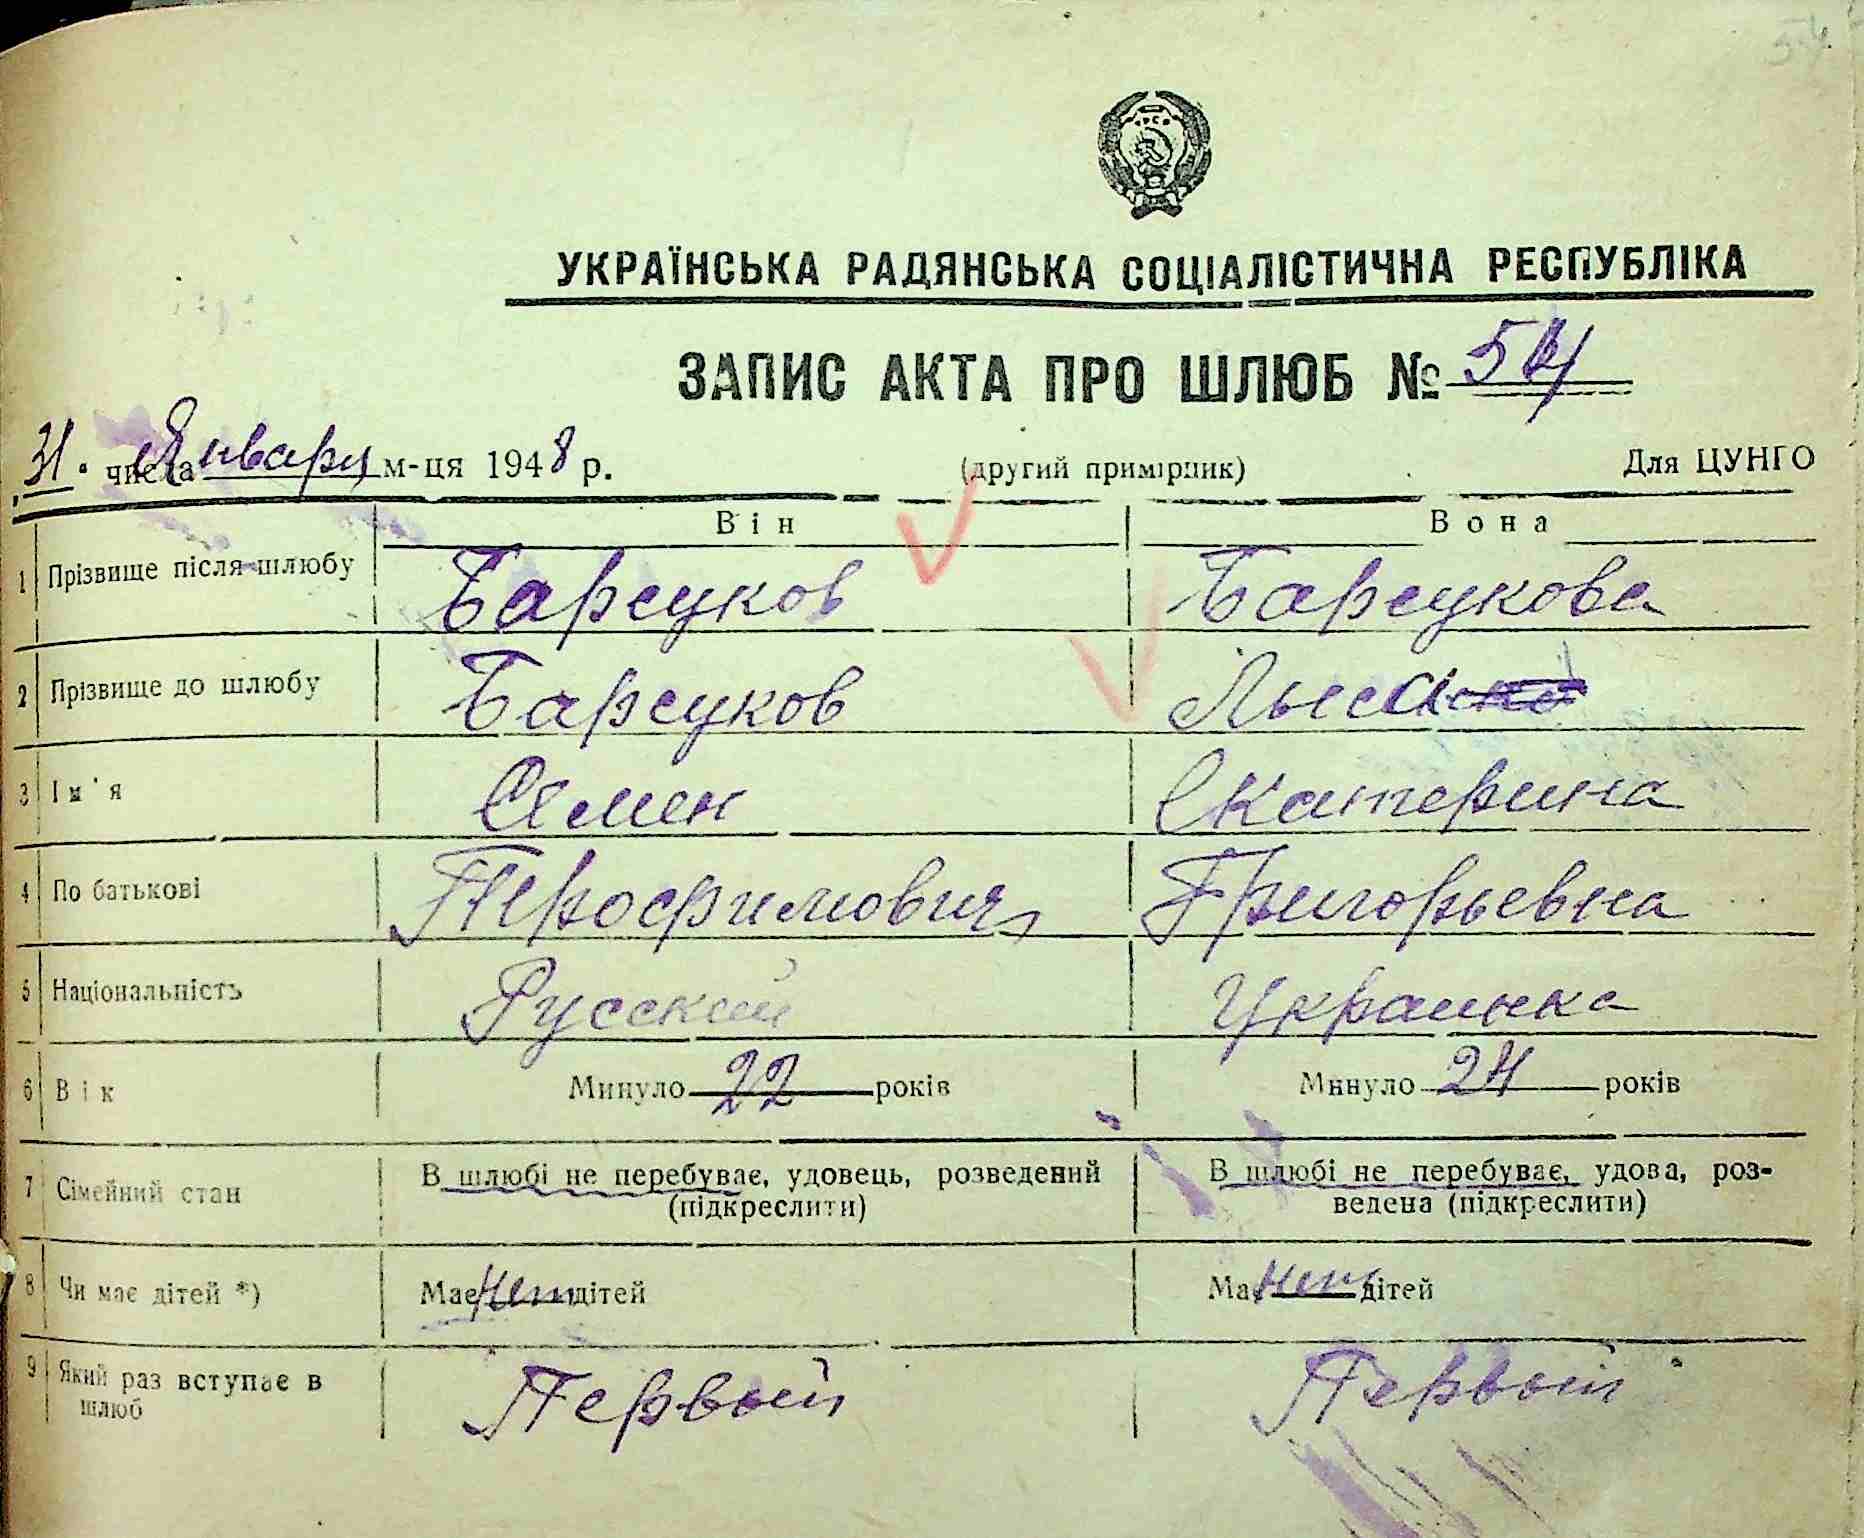 УКРАЇНСЬКА РАДЯНСЬКА СОЦІАЛІСТИЧНА РЕСПУБЛІКА
ЗАПИС АКТА ПРО ШЛЮБ № 54
31. числа Января м-ця 1948 р. (другий примірник) Для ЦУНГО
Він Вона
1 Прізвище після шлюбу Барсуков Барсукова
2 Прізвище до шлюбу Барсуков
3 Ім'я Семен Екатерина
4 По батькові Григорьевна
5 Національність Русский Украинка
6 Вік Минуло 22 років Минуло 24 років
7 Сімейний стан В шлюбі не перебуває, удовець, розведений (підкреслити) В шлюбі не перебуває, удова, роз-
ведена (підкреслити)
8 Чи має дітей *) Має нет дітей Має нет дітей
9 Який раз вступає в шлюб Первый Первый